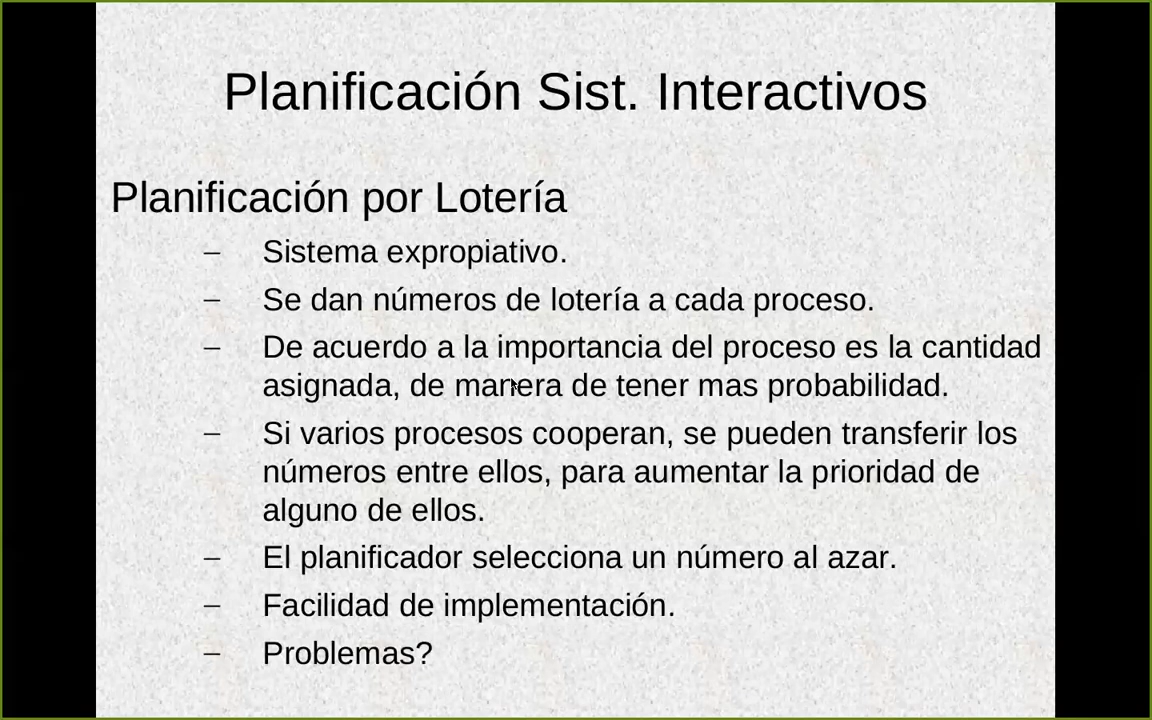 Planificación Sist. Interactivos
Planificación por Lotería
– Sistema expropiativo.
– Se dan números de lotería a cada proceso.
– De acuerdo a la importancia del proceso es la cantidad
asignada, de manera de tener mas probabilidad.
– Si varios procesos cooperan, se pueden transferir los
números entre ellos, para aumentar la prioridad de
alguno de ellos.
– El planificador selecciona un número al azar.
– Facilidad de implementación.
– Problemas?